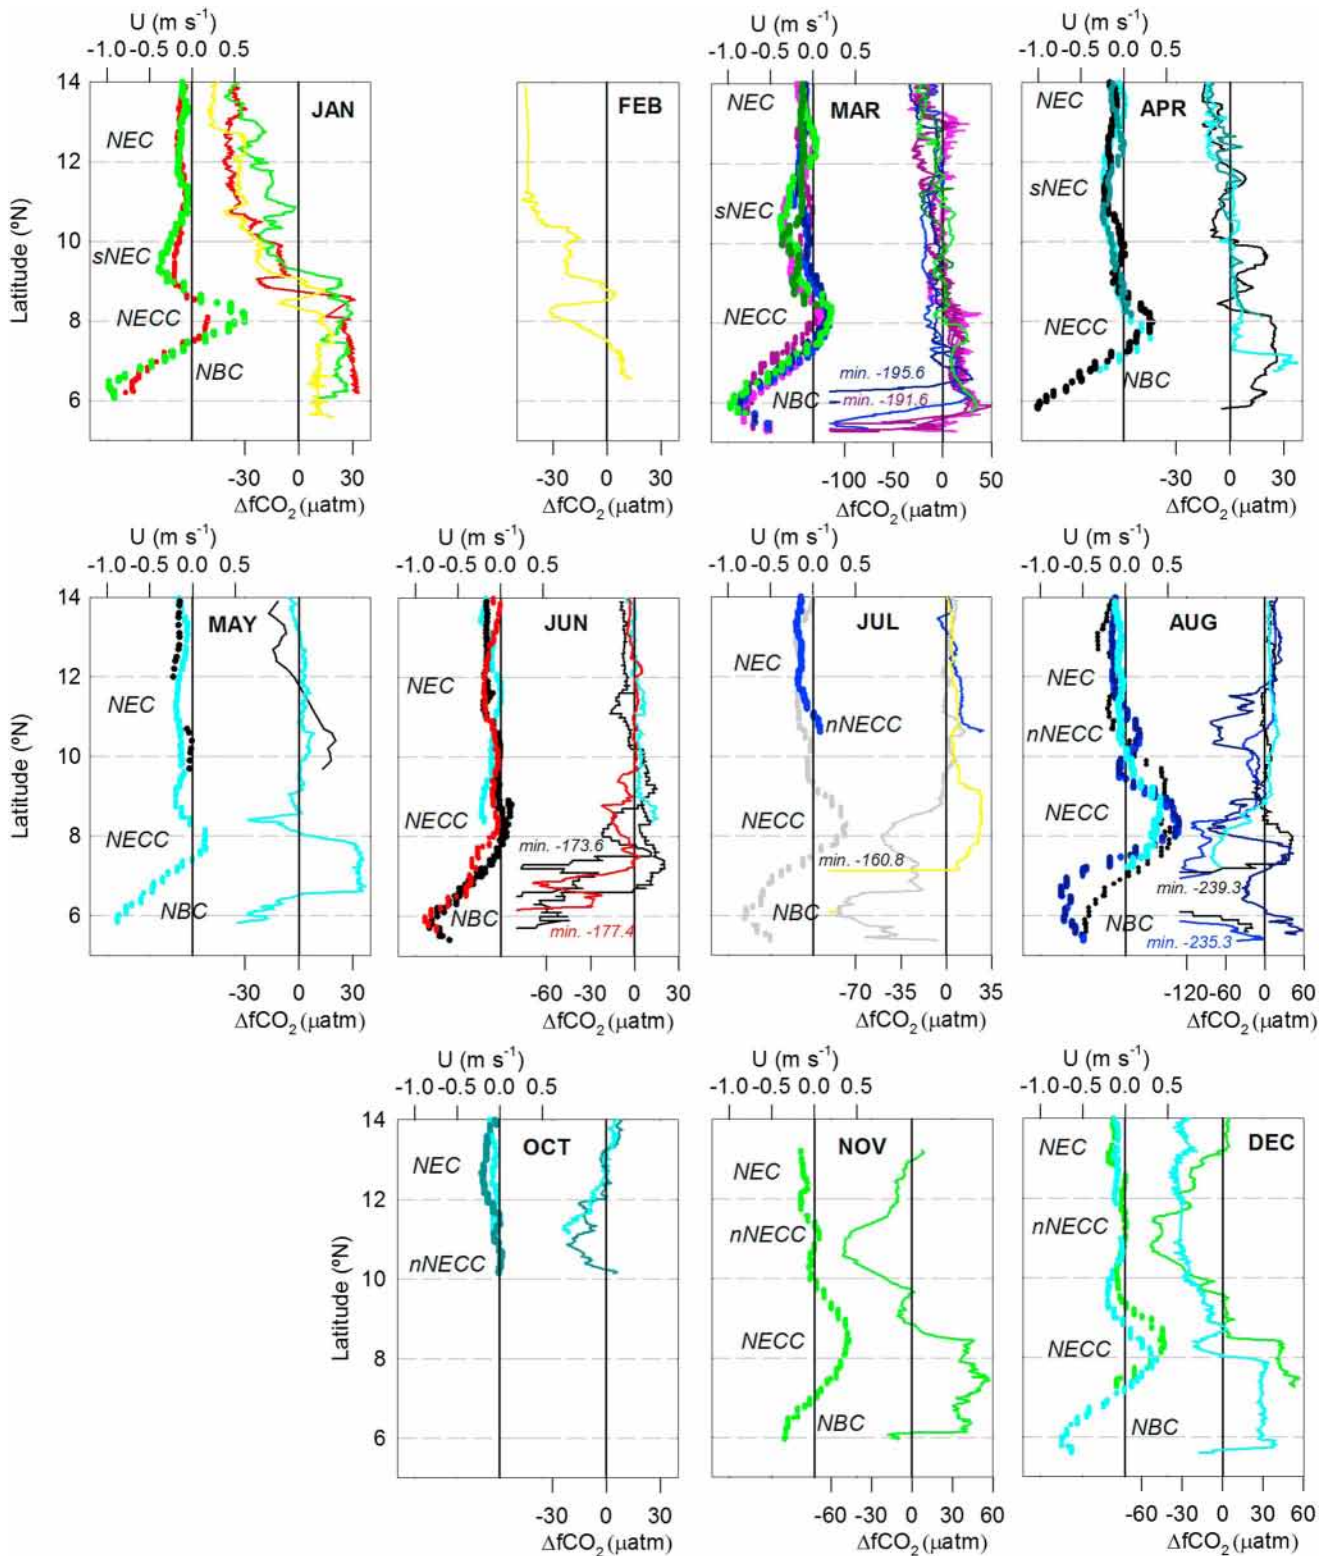 U (m s⁻¹) U (m s⁻¹) U (m s⁻¹)
-1.0 -0.5 0.0 0.5 -1.0 -0.5 0.0 0.5 -1.0 -0.5 0.0 0.5
Latitude (ºN)
14
12
10
8
6
JAN
NEC
sNEC
NECC
NBC
-30 0 30
ΔfCO₂(µatm)
FEB
-30 0 30
ΔfCO₂(µatm)
NEC
MAR
sNEC
NECC
min. -195.6
NBC
min. -191.6
-100 -50 0 50
ΔfCO₂(µatm)
NEC
APR
sNEC
NECC
NBC
-30 0 30
ΔfCO₂(µatm)
U (m s⁻¹) U (m s⁻¹) U (m s⁻¹) U (m s⁻¹)
-1.0 -0.5 0.0 0.5 -1.0 -0.5 0.0 0.5 -1.0 -0.5 0.0 0.5 -1.0 -0.5 0.0 0.5
Latitude (ºN)
14
12
10
8
6
MAY
NEC
NECC
NBC
-30 0 30
ΔfCO₂(µatm)
JUN
NEC
NECC
min. -173.6
NBC
min. -177.4
-60 -30 0 30
ΔfCO₂(µatm)
JUL
NEC
nNECC
NECC
min. -160.8
NBC
-70 -35 0 35
ΔfCO₂(µatm)
AUG
NEC
nNECC
NECC
min. -239.3
NBC
min. -235.3
-120 -60 0 60
ΔfCO₂(µatm)
U (m s⁻¹) U (m s⁻¹) U (m s⁻¹)
-1.0 -0.5 0.0 0.5 -1.0 -0.5 0.0 0.5 -1.0 -0.5 0.0 0.5
Latitude (ºN)
14
12
10
8
6
OCT
NEC
nNECC
-30 0 30
ΔfCO₂(µatm)
NOV
NEC
nNECC
NECC
NBC
-60 -30 0 30 60
ΔfCO₂(µatm)
DEC
NEC
nNECC
NECC
NBC
-60 -30 0 30 60
ΔfCO₂(µatm)